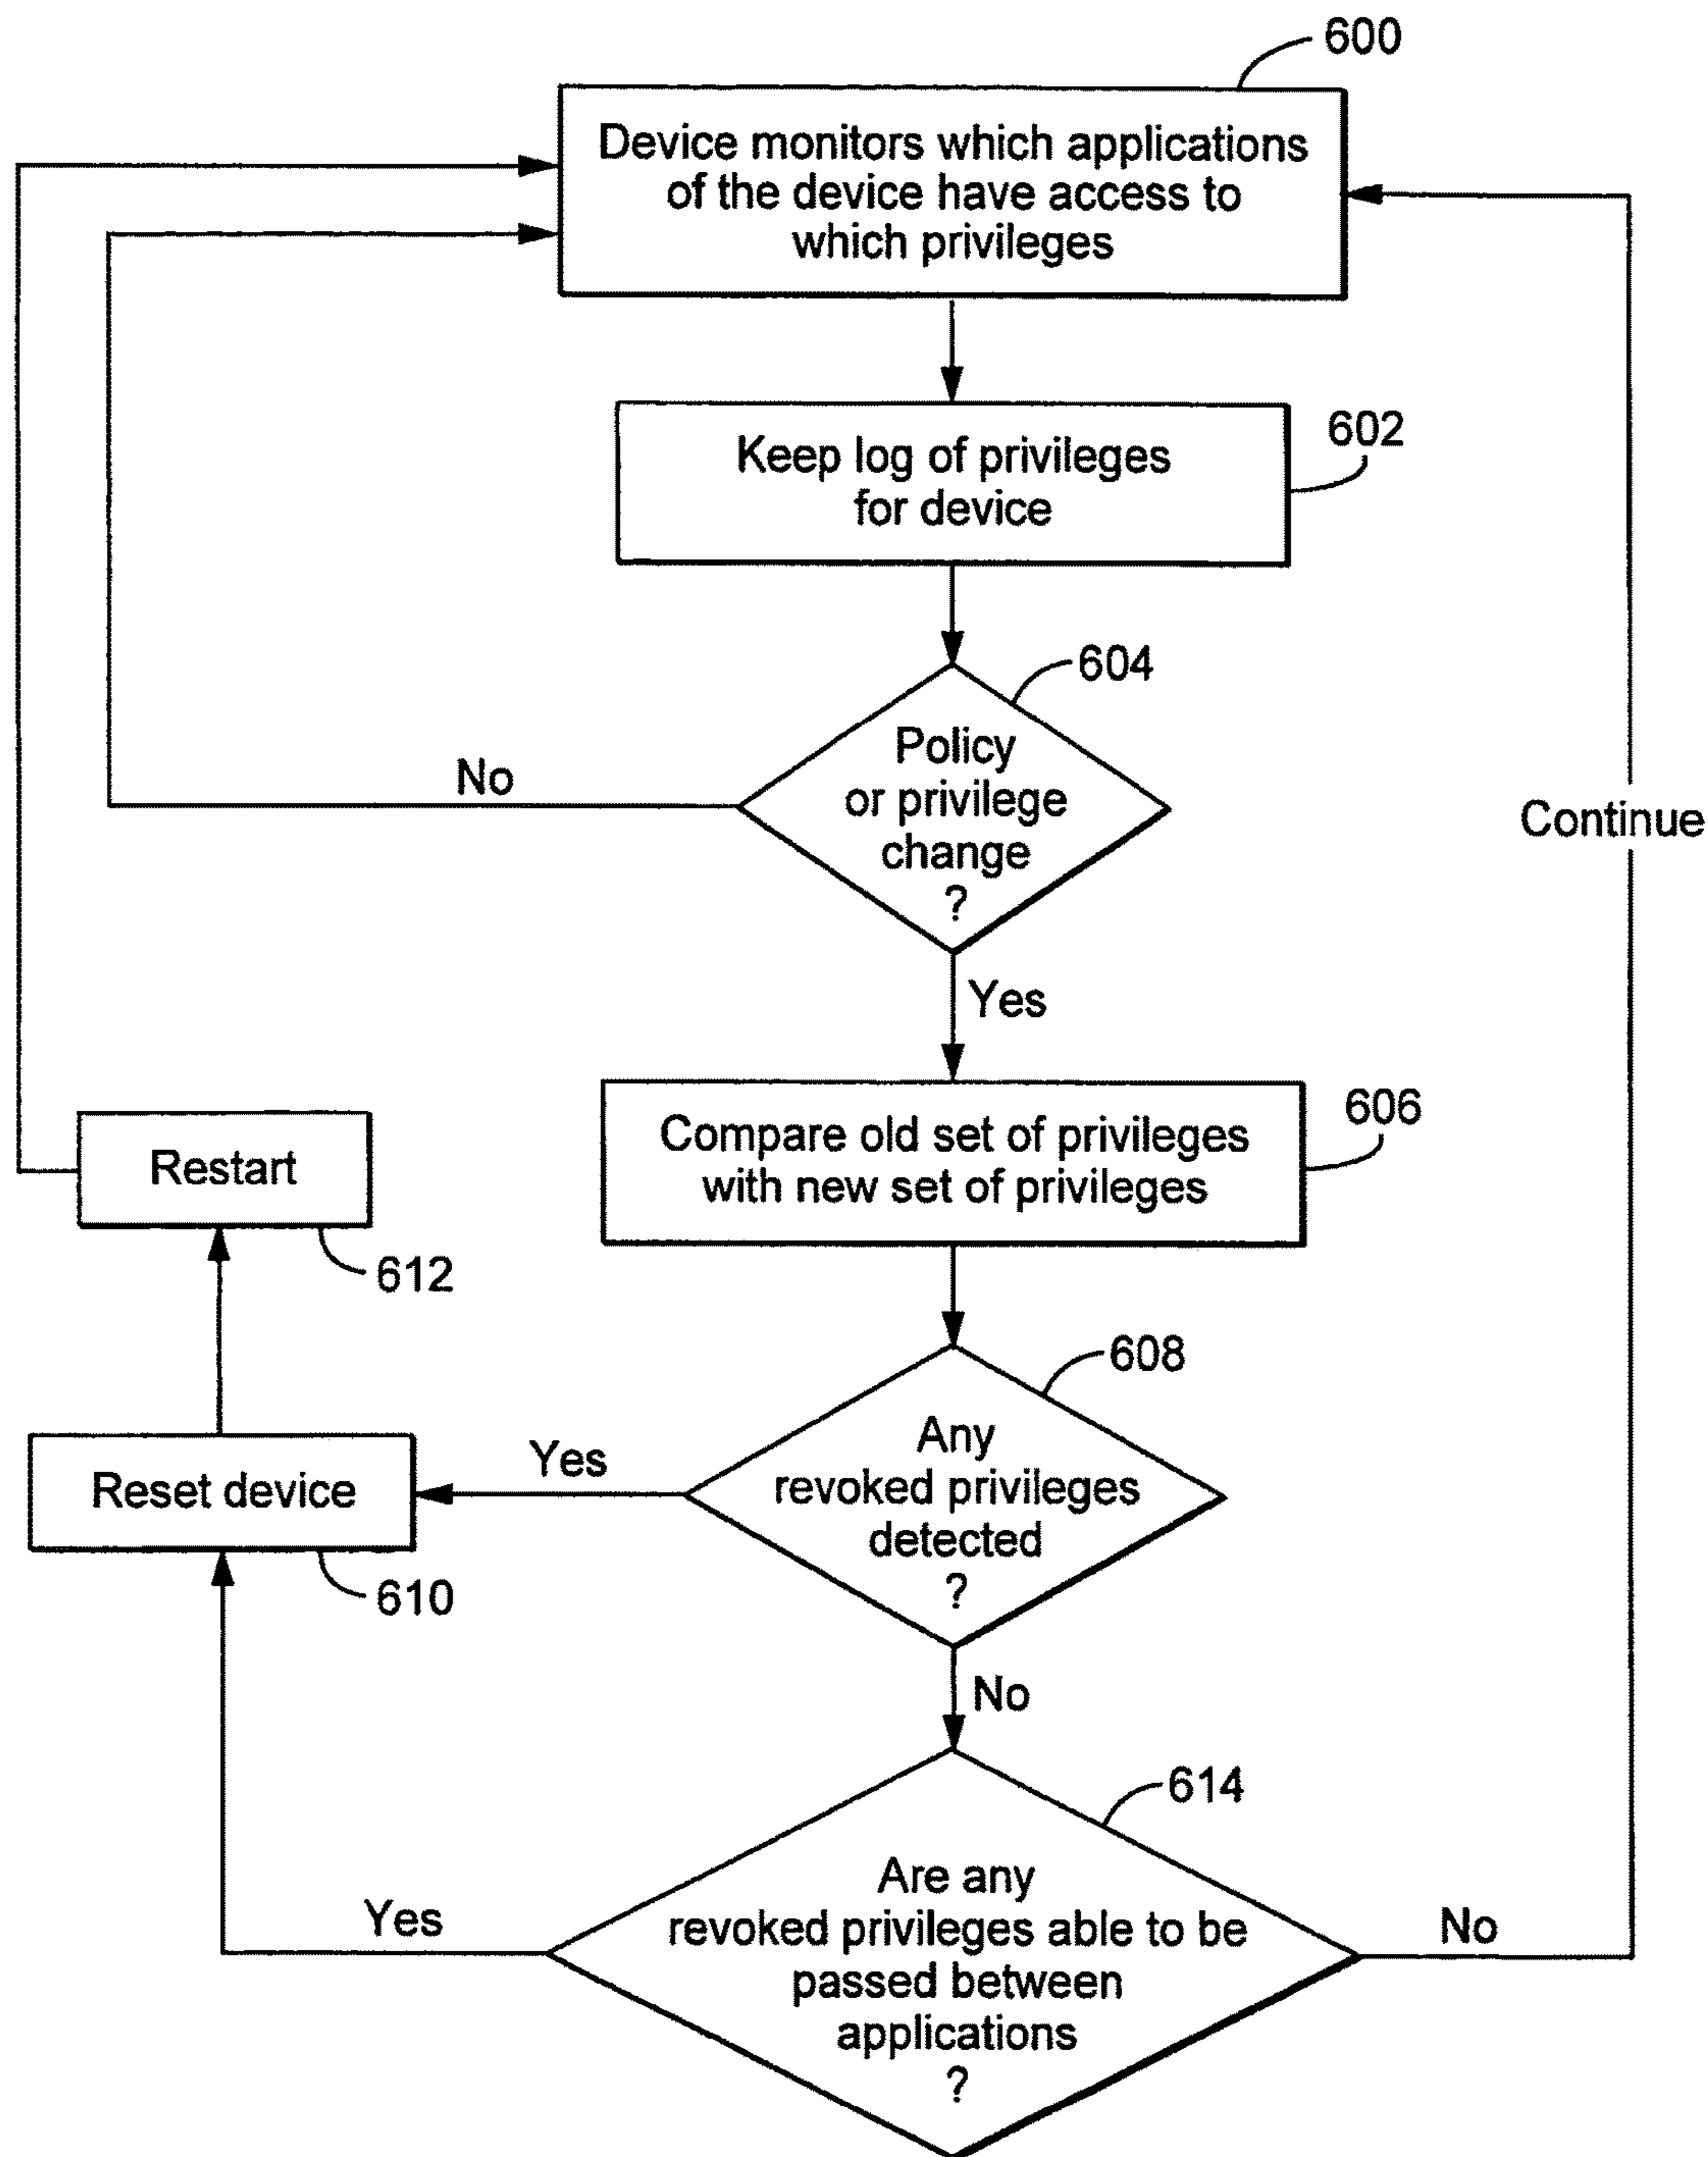 600
Device monitors which applications
of the device have access to
which privileges
602
Keep log of privileges
for device
604
Policy
or privilege
change
?
No
Continue
Yes
606
Compare old set of privileges
with new set of privileges
Restart
612
608
Any
revoked privileges
detected
?
Yes
Reset device
610
No
614
Are any
revoked privileges able to be
passed between
applications
?
Yes
No